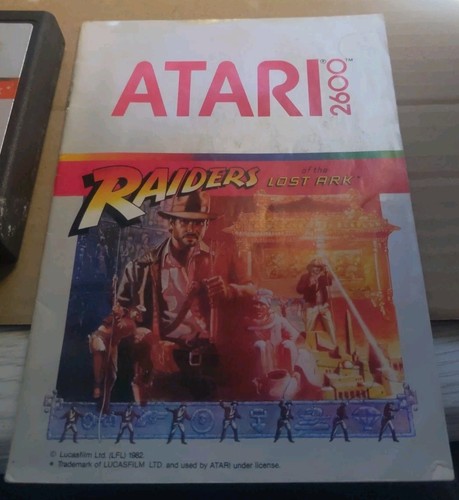 ATARI® 2600™
RAIDERS of the LOST ARK*
© Lucasfilm Ltd. (LFL) 1982.
* Trademark of LUCASFILM LTD. and used by ATARI under license.